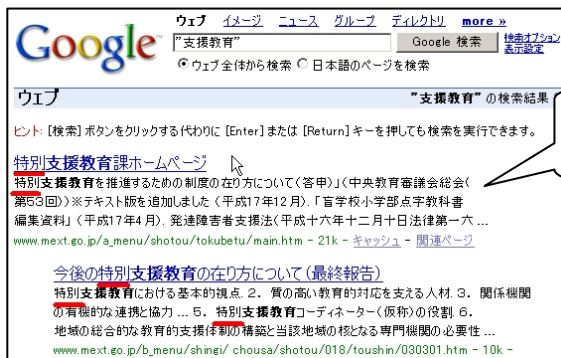 Google
ウェブ イメージ ニュース グループ ディレクトリ more »
"支援教育" Google 検索 検索オプション
表示設定
ウェブ全体から検索 日本語のページを検索
ウェブ "支援教育" の検索結果
ヒント: [検索] ボタンをクリックする代わりに [Enter] または [Return] キーを押しても検索を実行できます。
特別支援教育課ホームページ
特別支援教育を推進するための制度の在り方について(答申)」(中央教育審議会総会(
第53回))※テキスト版を追加しました (平成17年12月). 「盲学校小学部点字教科書
編集資料」 (平成17年4月). 発達障害者支援法(平成十六年十二月十日法律第一六 ...
www.mext.go.jp/a_menu/shotou/tokubetu/main.htm - 21k - キャッシュ - 関連ページ
今後の特別支援教育の在り方について(最終報告)
特別支援教育における基本的視点. 2. 質の高い教育的対応を支える人材. 3. 関係機関
の有機的な連携と協力 ... 5. 特別支援教育コーディネーター(仮称)の役割. 6.
地域の総合的な教育的支援体制の構築と当該地域の核となる専門機関の必要性 ...
www.mext.go.jp/b_menu/shingi/ chousa/shotou/018/toushin/030301.htm - 10k -